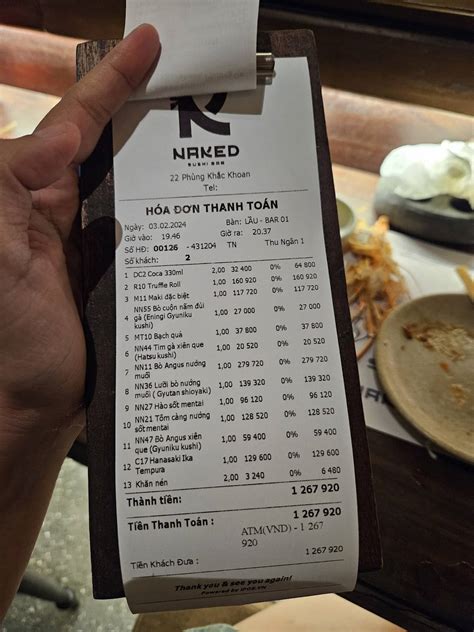 NAKED
SUSHI BAR
22 Phùng Khắc Khoan
Tel:
HÓA ĐƠN THANH TOÁN
Ngày: 03.02.2024 Bàn: LẦU - BAR 01
Giờ vào: 19.46 Giờ ra: 20.37
Số HĐ: 00126 - 431204 TN Thu Ngân 1
Số khách: 2
1 DC2 Coca 330ml 2,00 32 400 0% 64 800
2 R10 Truffle Roll 1,00 160 920 0% 160 920
3 M11 Maki đặc biệt 1,00 117 720 0% 117 720
NN55 Bò cuộn nấm đùi
4 gà (Eningi Gyuniku 1,00 27 000 0% 27 000
kushi)
5 MT10 Bạch quả 1,00 37 800 0% 37 800
6 NN44 Tim gà xiên que 1,00 20 520 0% 20 520
(Hatsu kushi)
7 NN11 Bò Angus nướng 1,00 279 720 0% 279 720
muối
8 NN36 Lưỡi bò nướng 1,00 139 320 0% 139 320
muối ( Gyutan shioyaki)
9 NN27 Hào sốt mentai 1,00 96 120 0% 96 120
10 NN21 Tôm càng nướng 1,00 128 520 0% 128 520
sốt mentai
11 NN47 Bò Angus xiên 1,00 59 400 0% 59 400
que (Gyuniku kushi)
12 C17 Hanasaki Ika 1,00 129 600 0% 129 600
Tempura
13 Khăn nén 2,00 3 240 0% 6 480
Thành tiền: 1 267 920
Tiền Thanh Toán : 1 267 920
ATM(VND) - 1 267
920
Tiền Khách Đưa : 1 267 920
Thank you & see you again!
Powered by IPOS.VN